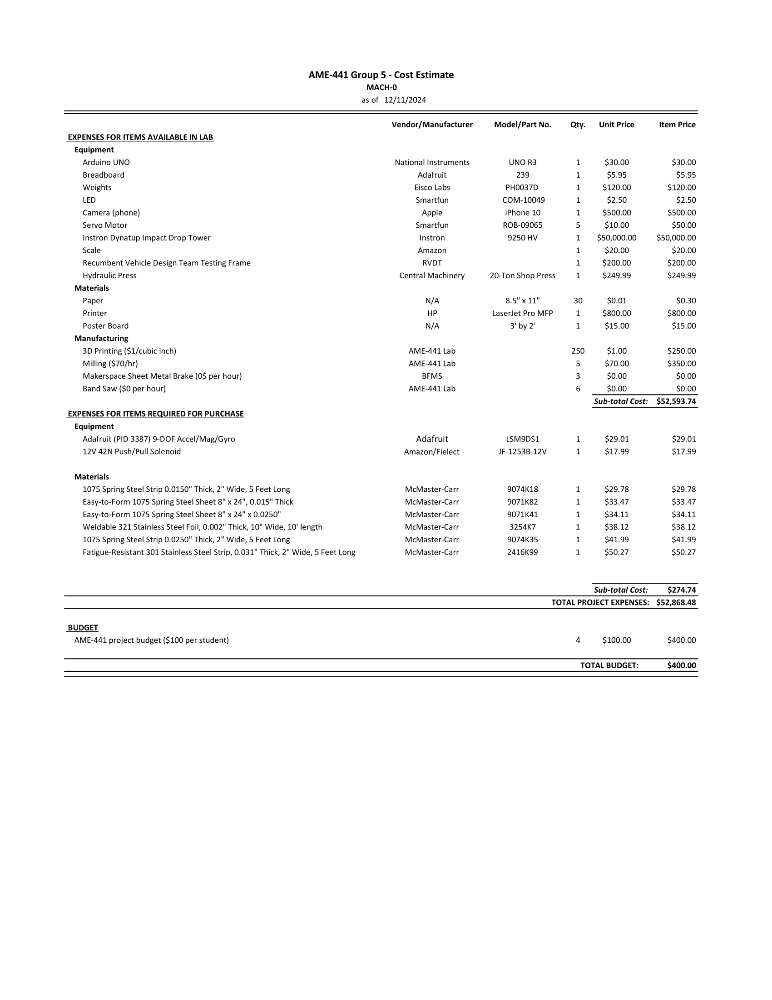 AME-441 Group 5 - Cost Estimate
MACH-0
as of 12/11/2024
Vendor/Manufacturer Model/Part No. Qty. Unit Price Item Price
EXPENSES FOR ITEMS AVAILABLE IN LAB
Equipment
Arduino UNO National Instruments UNO R3 1 $30.00 $30.00
Breadboard Adafruit 239 1 $5.95 $5.95
Weights Eisco Labs PH0037D 1 $120.00 $120.00
LED Smartfun COM-10049 1 $2.50 $2.50
Camera (phone) Apple iPhone 10 1 $500.00 $500.00
Servo Motor Smartfun ROB-09065 5 $10.00 $50.00
Instron Dynatup Impact Drop Tower Instron 9250 HV 1 $50,000.00 $50,000.00
Scale Amazon 1 $20.00 $20.00
Recumbent Vehicle Design Team Testing Frame RVDT 1 $200.00 $200.00
Hydraulic Press Central Machinery 20-Ton Shop Press 1 $249.99 $249.99
Materials
Paper N/A 8.5" x 11" 30 $0.01 $0.30
Printer HP LaserJet Pro MFP 1 $800.00 $800.00
Poster Board N/A 3' by 2' 1 $15.00 $15.00
Manufacturing
3D Printing ($1/cubic inch) AME-441 Lab 250 $1.00 $250.00
Milling ($70/hr) AME-441 Lab 5 $70.00 $350.00
Makerspace Sheet Metal Brake (0$ per hour) BFMS 3 $0.00 $0.00
Band Saw ($0 per hour) AME-441 Lab 6 $0.00 $0.00
Sub-total Cost: $52,593.74
EXPENSES FOR ITEMS REQUIRED FOR PURCHASE
Equipment
Adafruit (PID 3387) 9-DOF Accel/Mag/Gyro Adafruit LSM9DS1 1 $29.01 $29.01
12V 42N Push/Pull Solenoid Amazon/Fielect JF-1253B-12V 1 $17.99 $17.99
Materials
1075 Spring Steel Strip 0.0150" Thick, 2" Wide, 5 Feet Long McMaster-Carr 9074K18 1 $29.78 $29.78
Easy-to-Form 1075 Spring Steel Sheet 8" x 24", 0.015" Thick McMaster-Carr 9071K82 1 $33.47 $33.47
Easy-to-Form 1075 Spring Steel Sheet 8" x 24" x 0.0250" McMaster-Carr 9071K41 1 $34.11 $34.11
Weldable 321 Stainless Steel Foil, 0.002" Thick, 10" Wide, 10' length McMaster-Carr 3254K7 1 $38.12 $38.12
1075 Spring Steel Strip 0.0250" Thick, 2" Wide, 5 Feet Long McMaster-Carr 9074K35 1 $41.99 $41.99
Fatigue-Resistant 301 Stainless Steel Strip, 0.031" Thick, 2" Wide, 5 Feet Long McMaster-Carr 2416K99 1 $50.27 $50.27
Sub-total Cost: $274.74
TOTAL PROJECT EXPENSES: $52,868.48
BUDGET
AME-441 project budget ($100 per student) 4 $100.00 $400.00
TOTAL BUDGET: $400.00